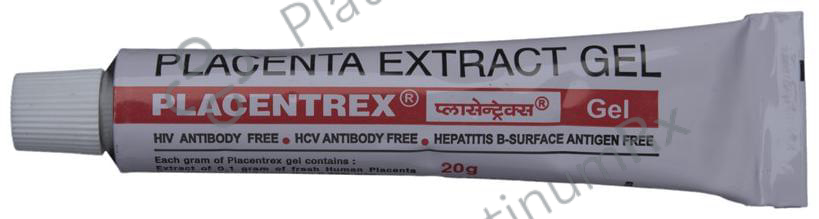 PLACENTA EXTRACT GEL
PLACENTREX® प्लासेन्ट्रेक्स® Gel
HIV ANTIBODY FREE • HCV ANTIBODY FREE • HEPATITIS B-SURFACE ANTIGEN FREE
Each gram of Placentrex gel contains :
Extract of 0.1 gram of fresh Human Placenta 20g